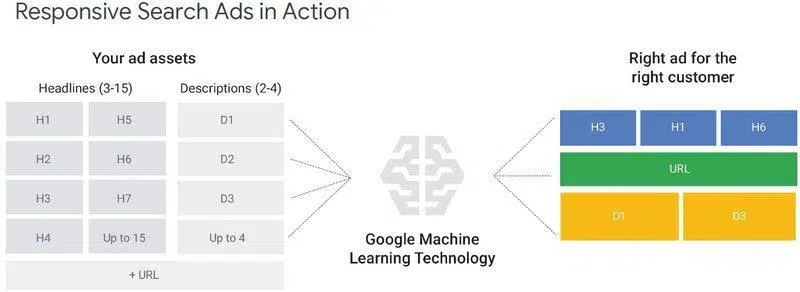 Responsive Search Ads in Action
Your ad assets
Headlines (3-15)
Descriptions (2-4)
H1
H5
D1
H2
H6
D2
H3
H7
D3
H4
Up to 15
Up to 4
+ URL
Google Machine
Learning Technology
Right ad for the
right customer
H3
H1
H6
URL
D1
D3